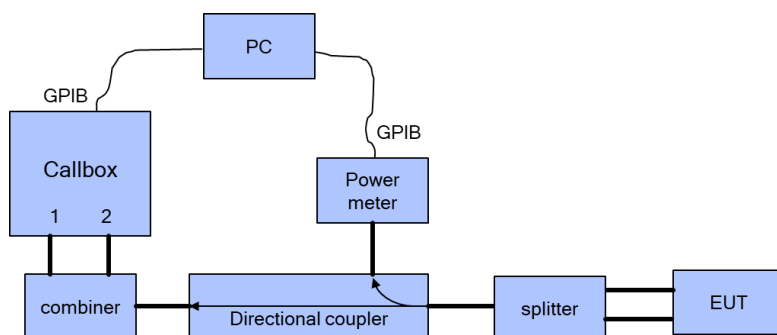 PC
GPIB
GPIB
Callbox
1 2
Power
meter
combiner
Directional coupler
splitter
EUT